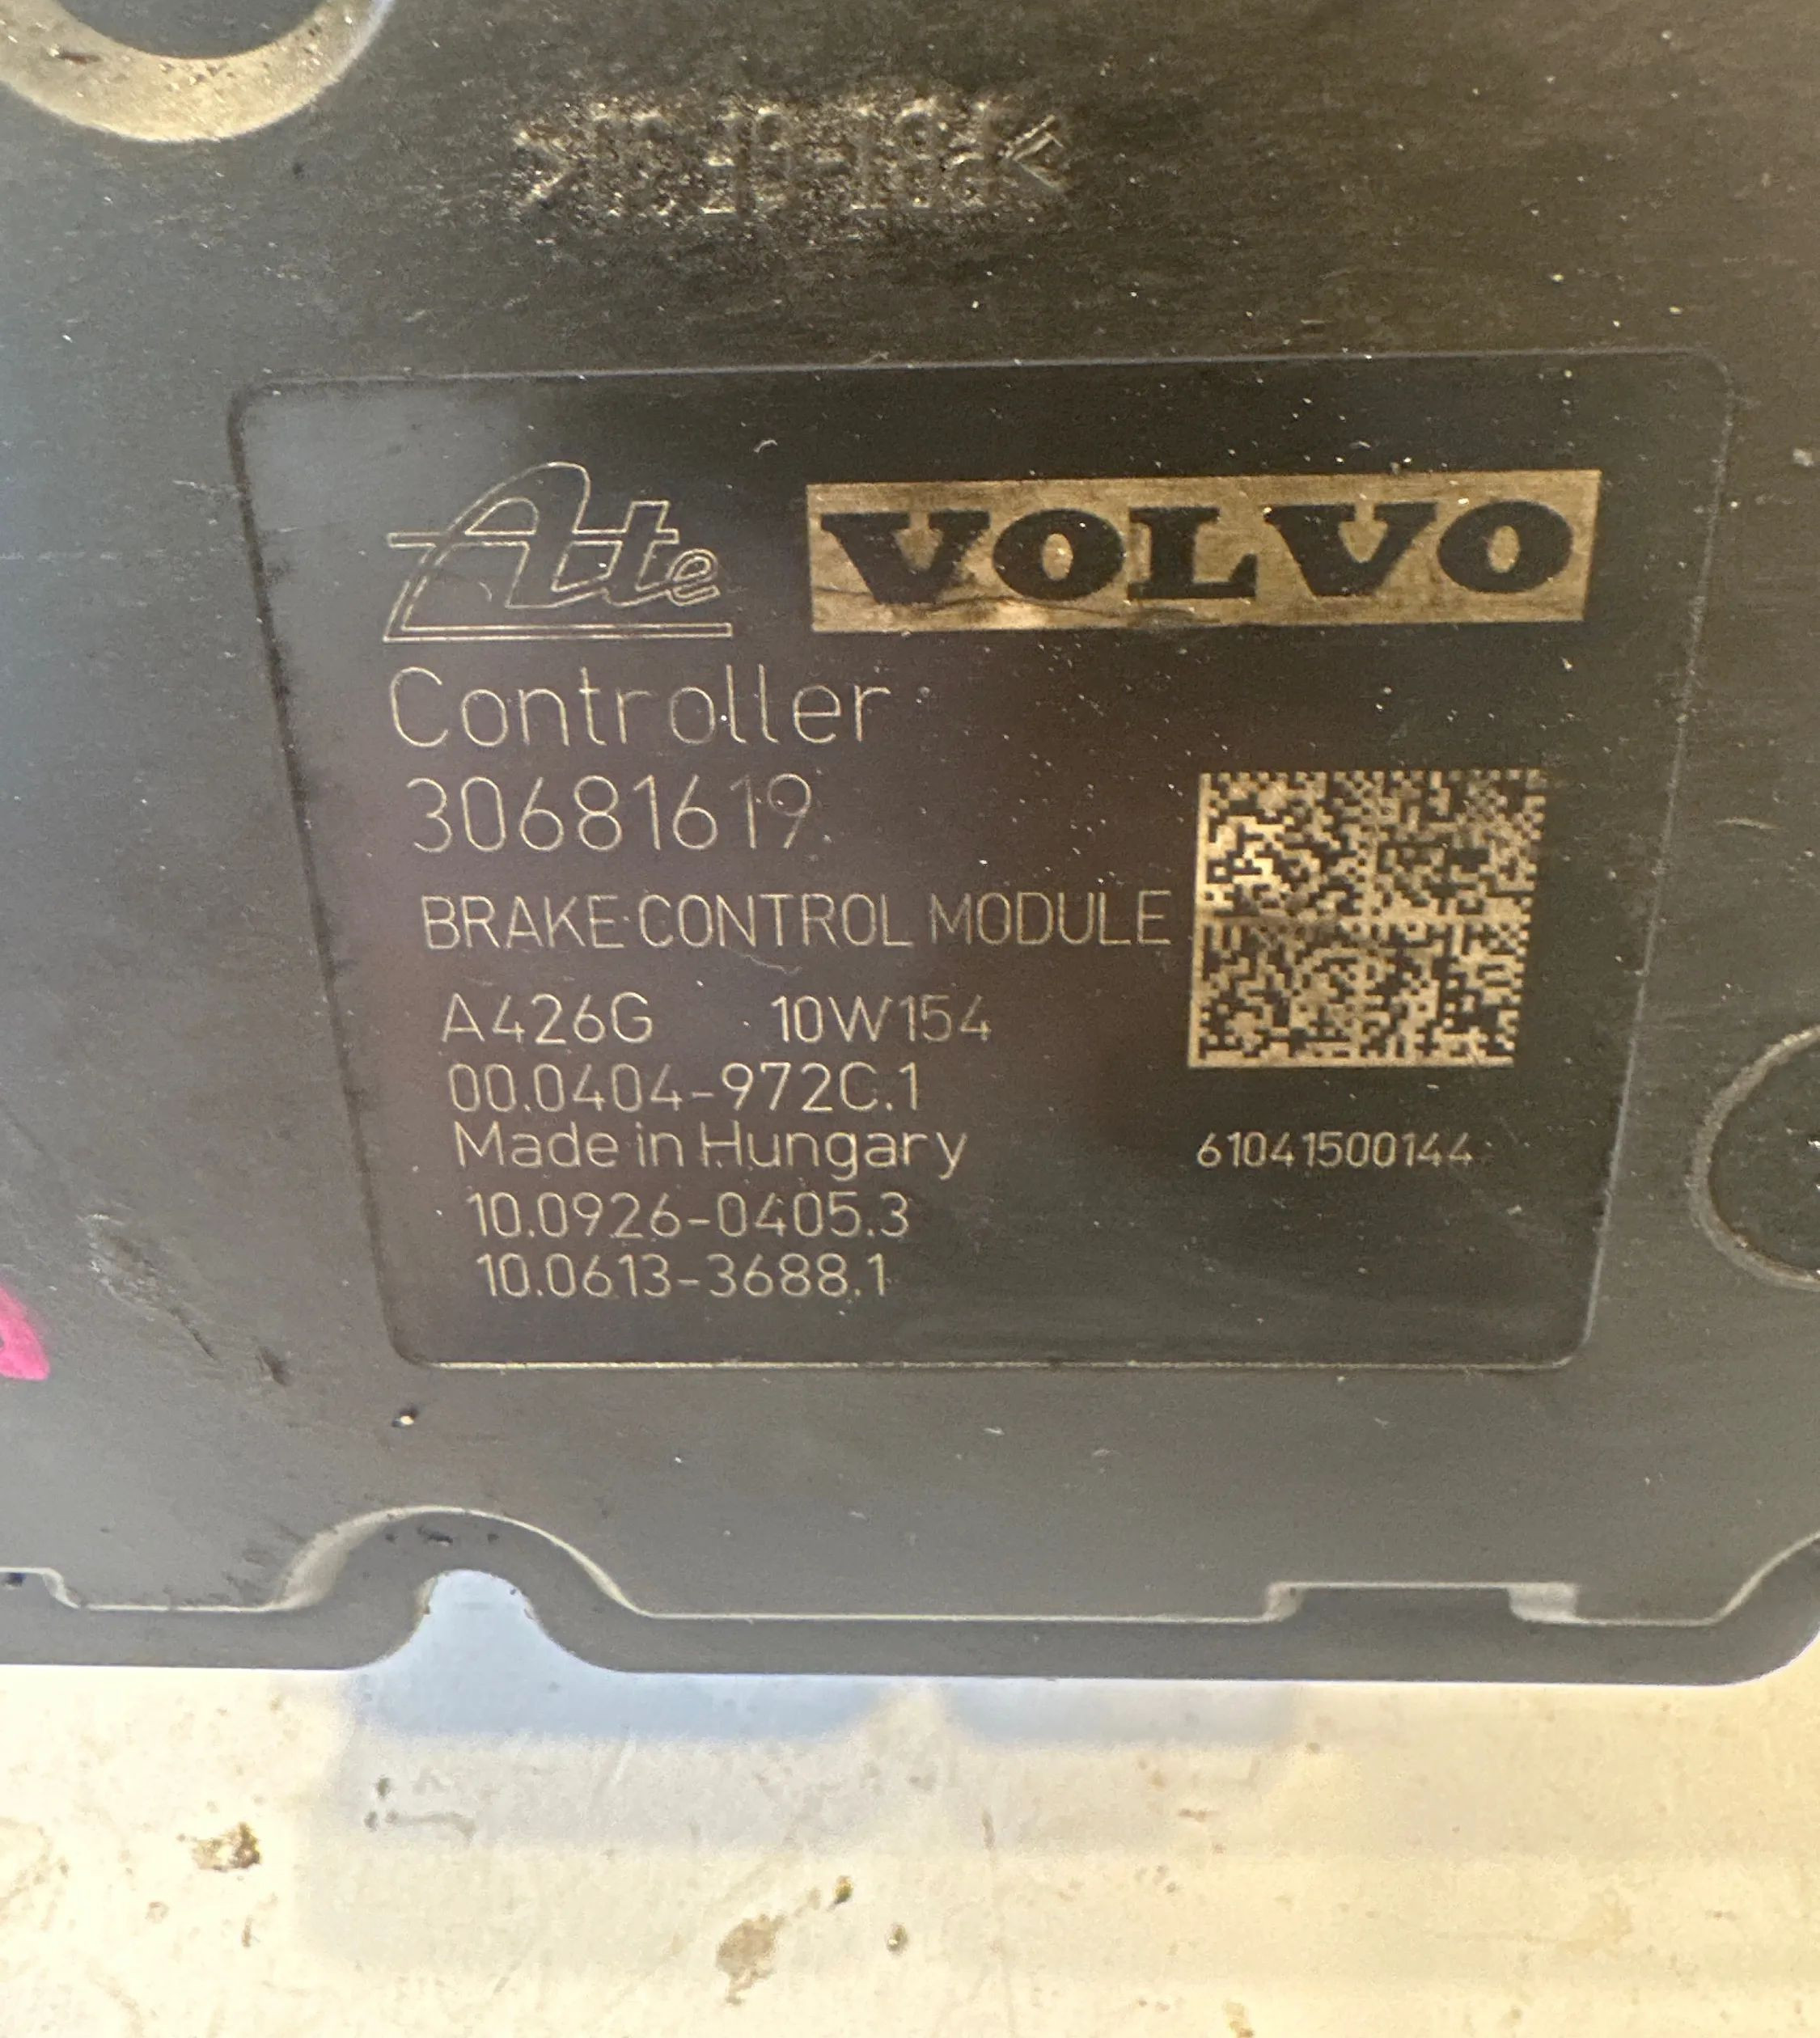 Ate VOLVO
Controller
30681619
BRAKE CONTROL MODULE
A426G 10W154
00.0404-972C.1
Made in Hungary
61041500144
10.0926-0405.3
10.0613-3688.1